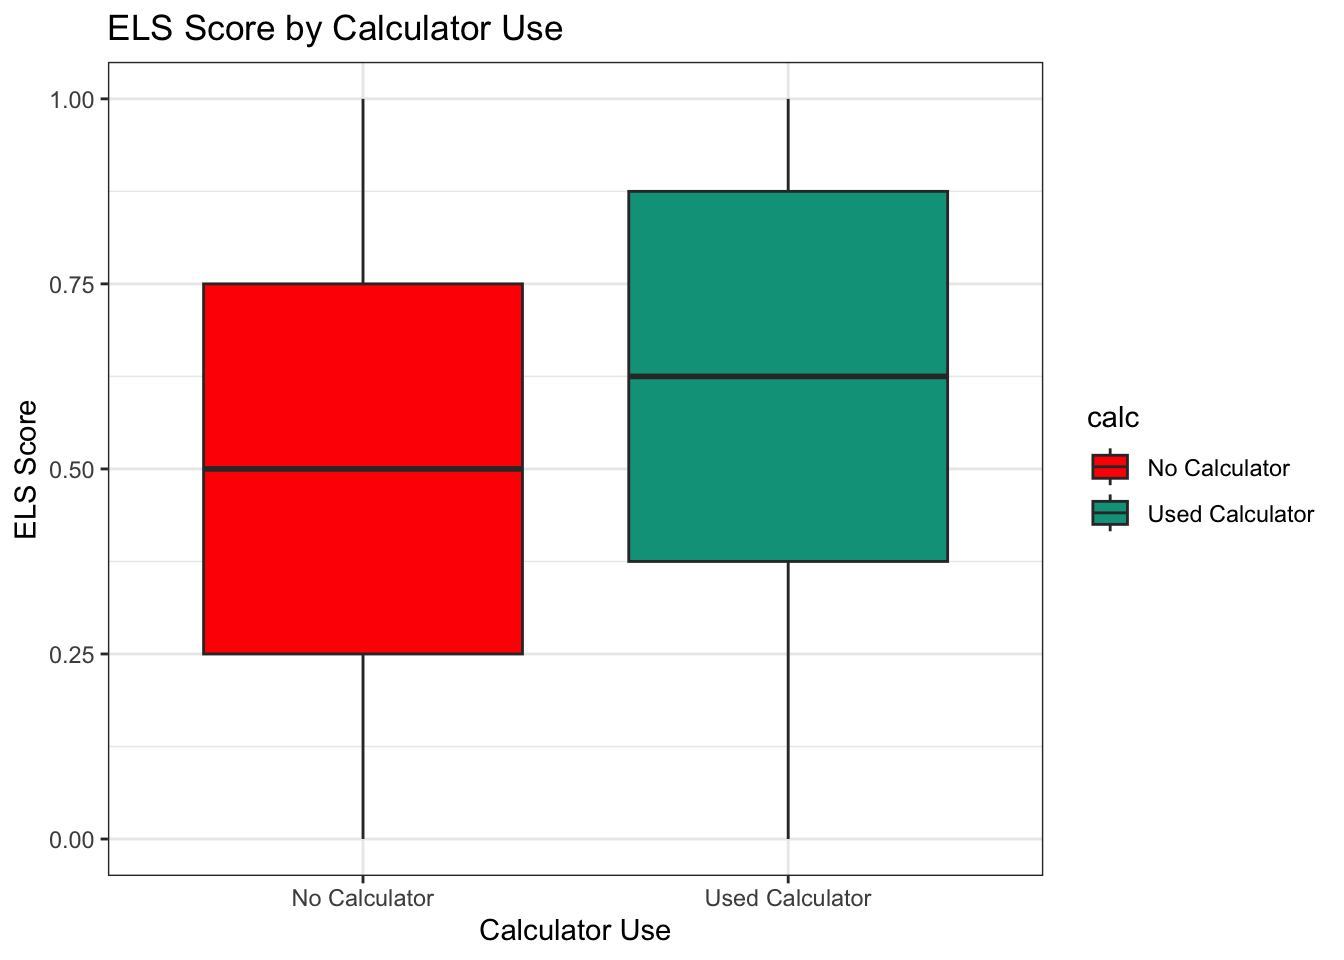 ELS Score by Calculator Use
1.00
0.75
0.50
0.25
0.00
ELS Score
No Calculator
Used Calculator
Calculator Use
calc
No Calculator
Used Calculator